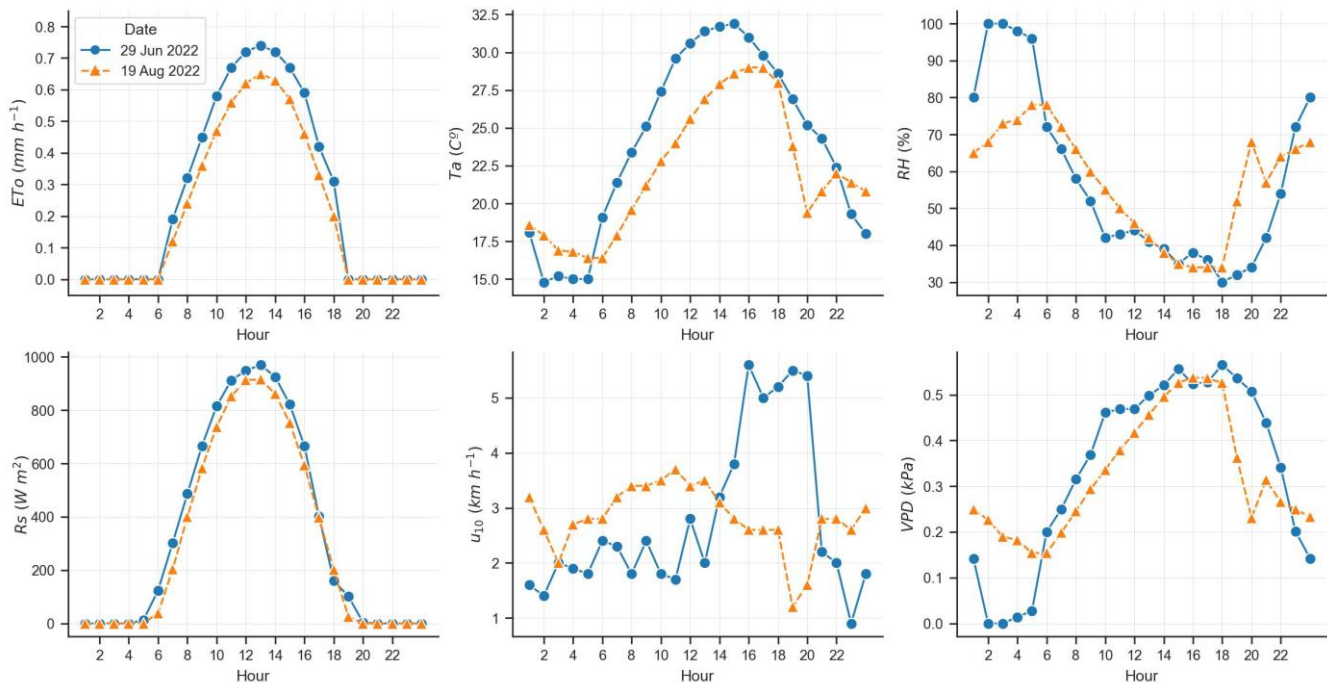 ETo (mm h⁻¹)
0.8
0.7
0.6
0.5
0.4
0.3
0.2
0.1
0.0
Date
29 Jun 2022
19 Aug 2022
2 4 6 8 10 12 14 16 18 20 22
Hour
Ta (Cº)
32.5
30.0
27.5
25.0
22.5
20.0
17.5
15.0
2 4 6 8 10 12 14 16 18 20 22
Hour
RH (%)
100
90
80
70
60
50
40
30
2 4 6 8 10 12 14 16 18 20 22
Hour
Rs (W m²)
1000
800
600
400
200
0
2 4 6 8 10 12 14 16 18 20 22
Hour
u₁₀ (km h⁻¹)
5
4
3
2
1
2 4 6 8 10 12 14 16 18 20 22
Hour
VPD (kPa)
0.5
0.4
0.3
0.2
0.1
0.0
2 4 6 8 10 12 14 16 18 20 22
Hour